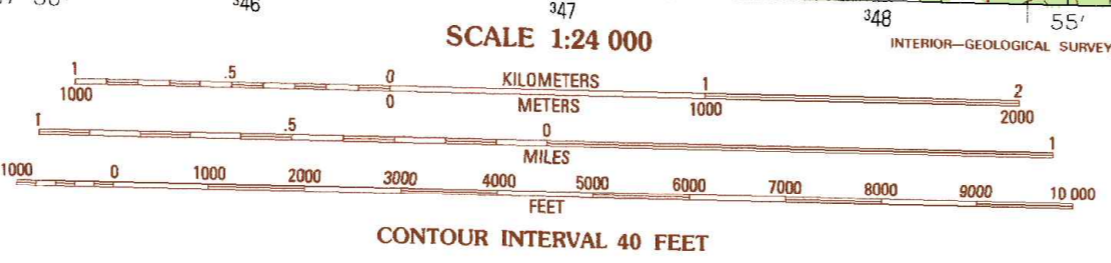 ³46 ³47 ³48 55′
SCALE 1:24 000
INTERIOR—GEOLOGICAL SURVEY
1 .5 0 KILOMETERS 1 2
1000 0 METERS 1000 2000
1 .5 0 1
MILES
1000 0 1000 2000 3000 4000 5000 6000 7000 8000 9000 10 000
FEET
CONTOUR INTERVAL 40 FEET